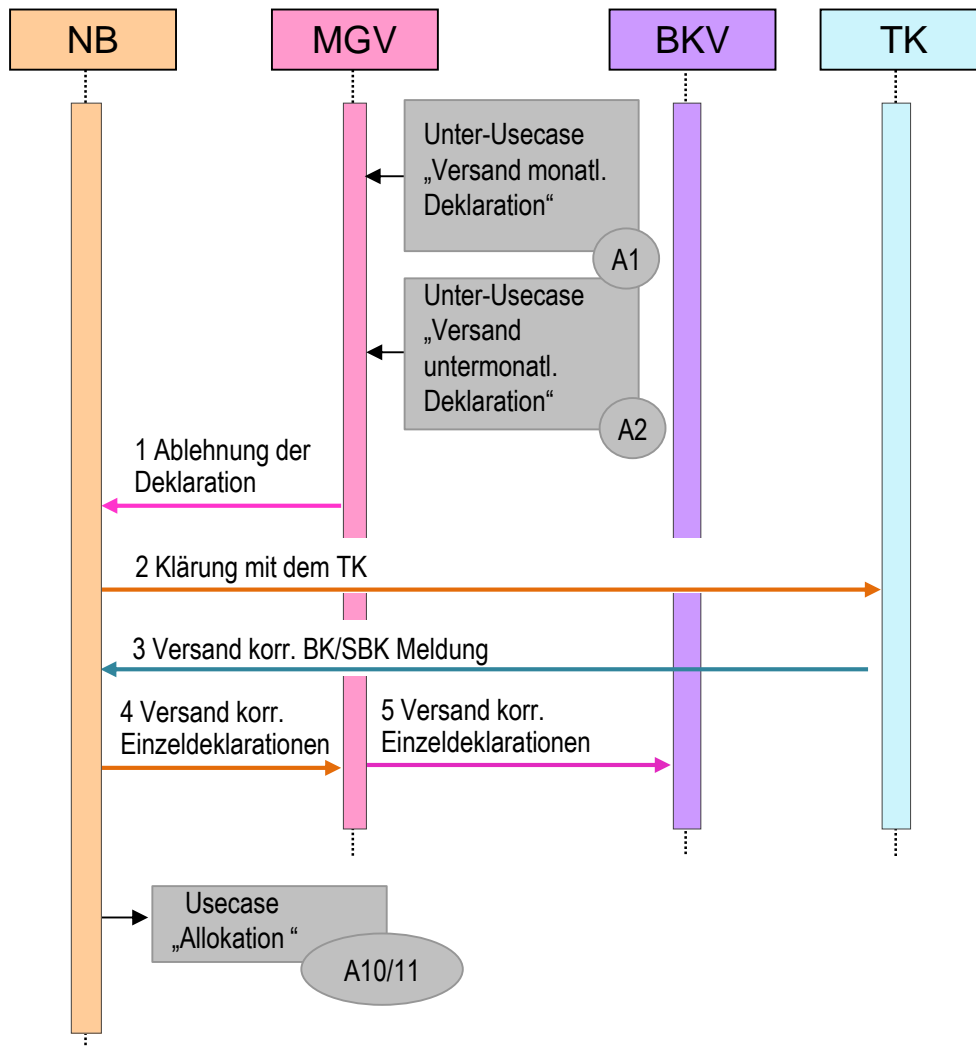 NB
MGV
BKV
TK
Unter-Usecase
„Versand monatl.
Deklaration“
A1
Unter-Usecase
„Versand
untermonatl.
Deklaration“
A2
1 Ablehnung der
Deklaration
2 Klärung mit dem TK
3 Versand korr. BK/SBK Meldung
4 Versand korr.
Einzeldeklarationen
5 Versand korr.
Einzeldeklarationen
Usecase
„Allokation “
A10/11